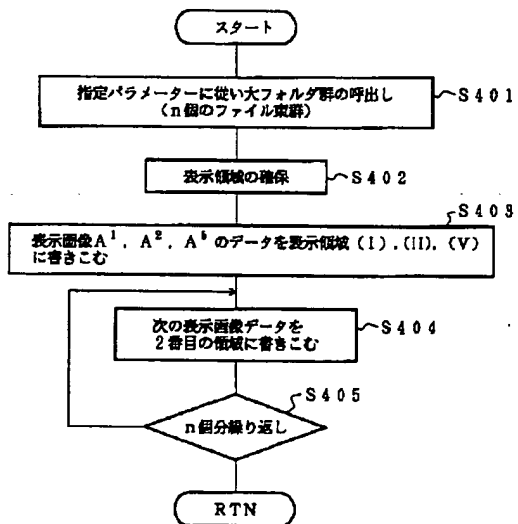 スタート
指定パラメーターに従い大フォルダ群の呼出し
(n個のファイル束群)
S401
表示領域の確保
S402
S403
表示画像A¹, A², A⁵のデータを表示領域(I),(II),(V)
に書きこむ
次の表示画像データを
2番目の領域に書きこむ
S404
S405
n個分繰り返し
RTN